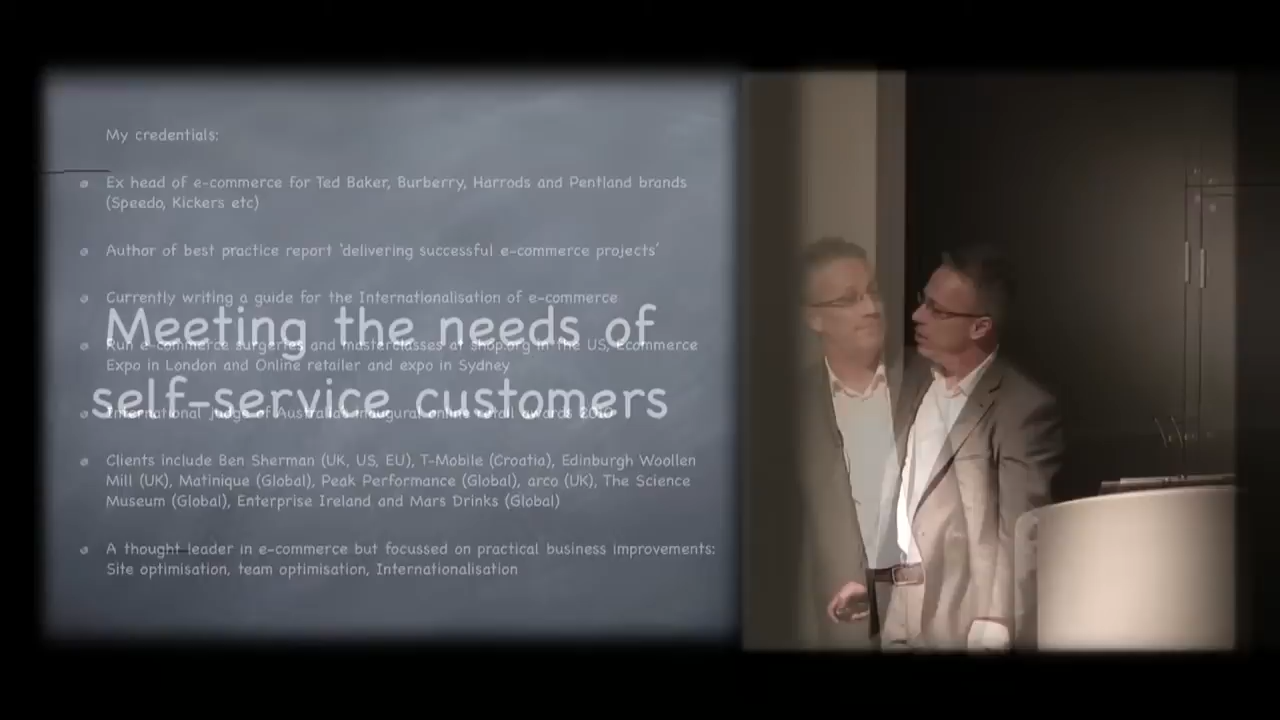 My credentials:
Ex head of e-commerce for Ted Baker, Burberry, Harrods and Pentland brands
(Speedo, Kickers etc)
Author of best practice report 'delivering successful e-commerce projects'
Currently writing a guide for the Internationalisation of e-commerce
Meeting the needs of
Run e-commerce surgeries and masterclasses at shop.org in the US, Ecommerce
Expo in London and Online retailer and expo in Sydney
self-service customers
International judge of Australias inaugural online retail awards 2010
Clients include Ben Sherman (UK, US, EU), T-Mobile (Croatia), Edinburgh Woollen
Mill (UK), Matinique (Global), Peak Performance (Global), arco (UK), The Science
Museum (Global), Enterprise Ireland and Mars Drinks (Global)
A thought leader in e-commerce but focussed on practical business improvements:
Site optimisation, team optimisation, Internationalisation